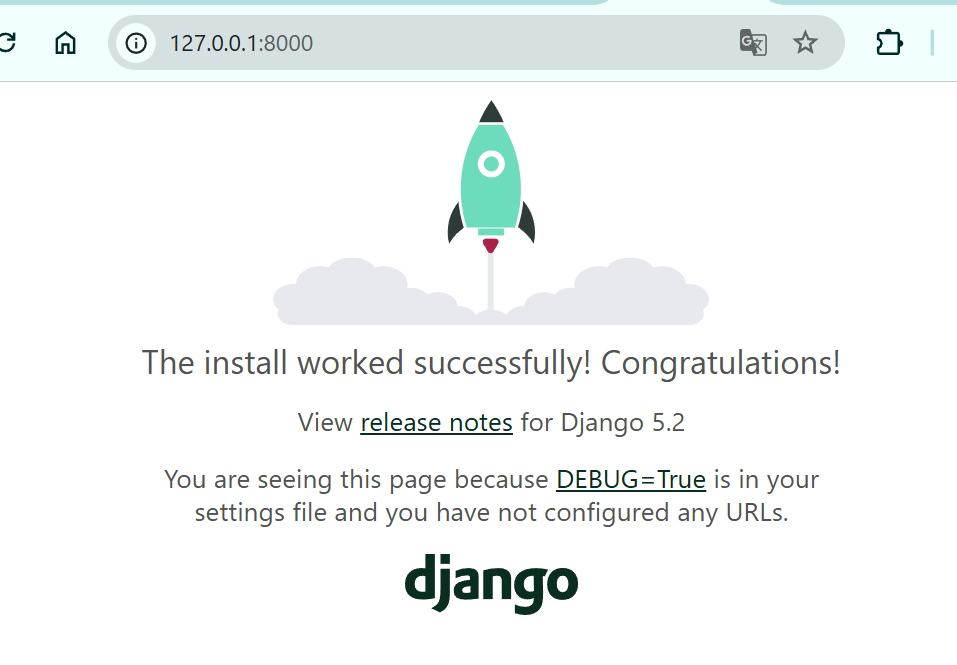 127.0.0.1:8000
The install worked successfully! Congratulations!
View release notes for Django 5.2
You are seeing this page because DEBUG=True is in your
settings file and you have not configured any URLs.
django